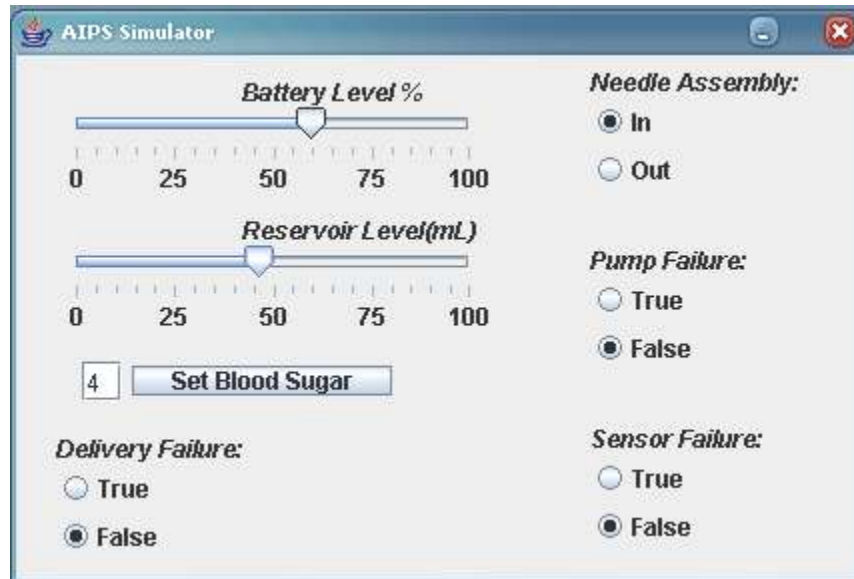 AIPS Simulator
Battery Level %
0 25 50 75 100
Reservoir Level(mL)
0 25 50 75 100
4 Set Blood Sugar
Delivery Failure:
True
False
Needle Assembly:
In
Out
Pump Failure:
True
False
Sensor Failure:
True
False